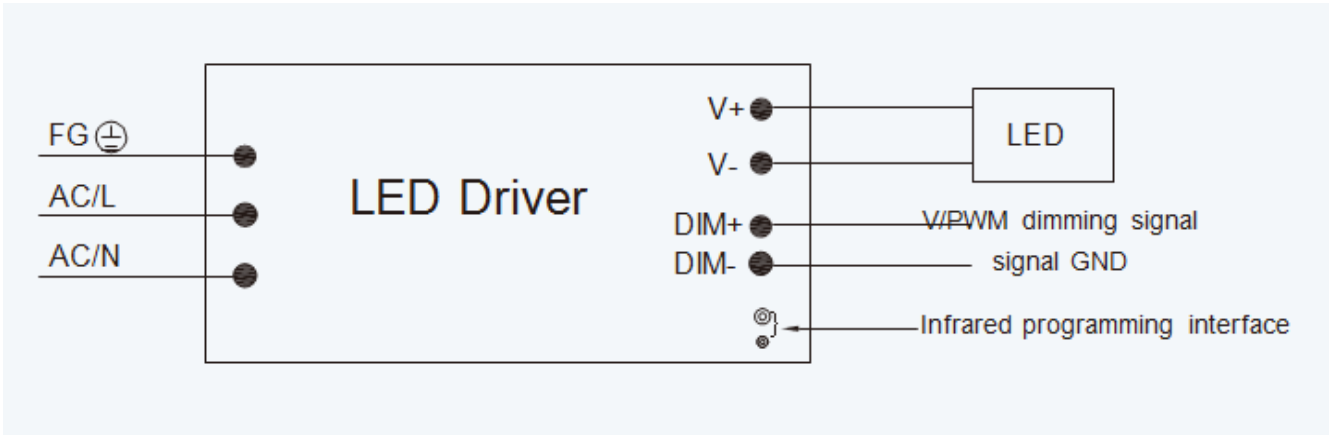 FG
AC/L
AC/N
LED Driver
V+
V-
DIM+
DIM-
LED
V/PWM dimming signal
signal GND
Infrared programming interface